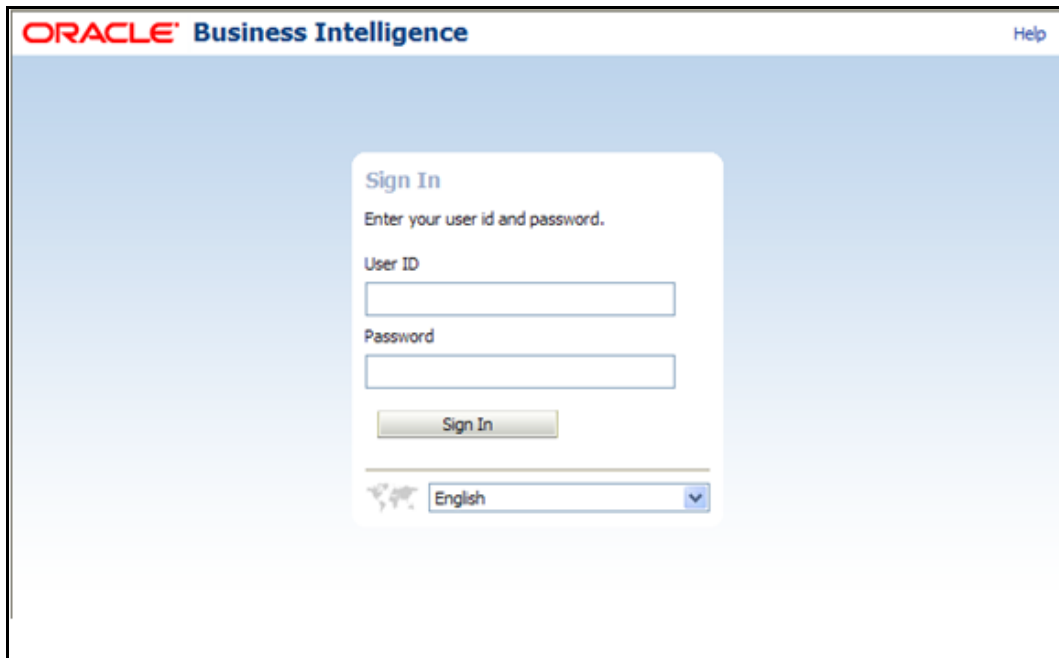 ORACLE Business Intelligence
Help
Sign In
Enter your user id and password.
User ID
Password
Sign In
English